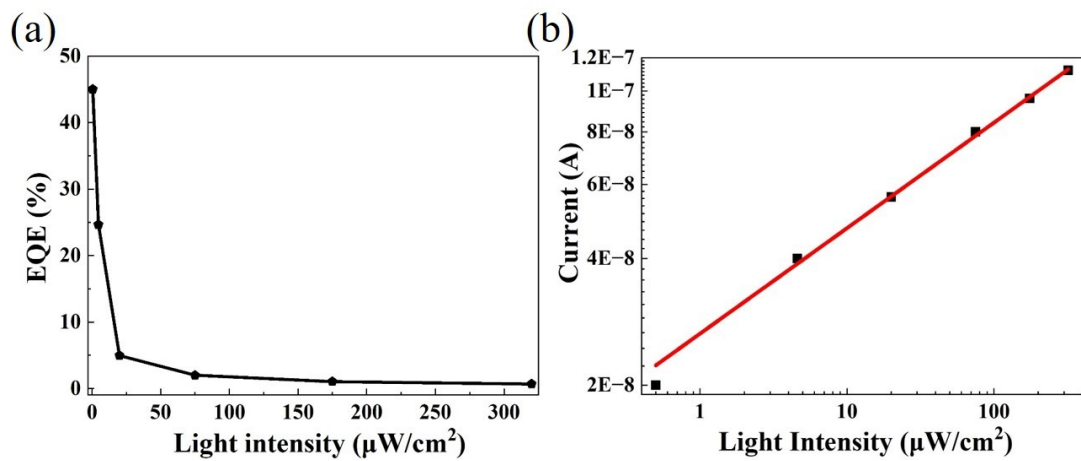 (a)
50
40
30
20
10
0
EQE (%)
0
50
100
150
200
250
300
Light intensity (μW/cm²)
(b)
1.2E−7
1E−7
8E−8
6E−8
4E−8
2E−8
Current (A)
1
10
100
Light Intensity (μW/cm²)